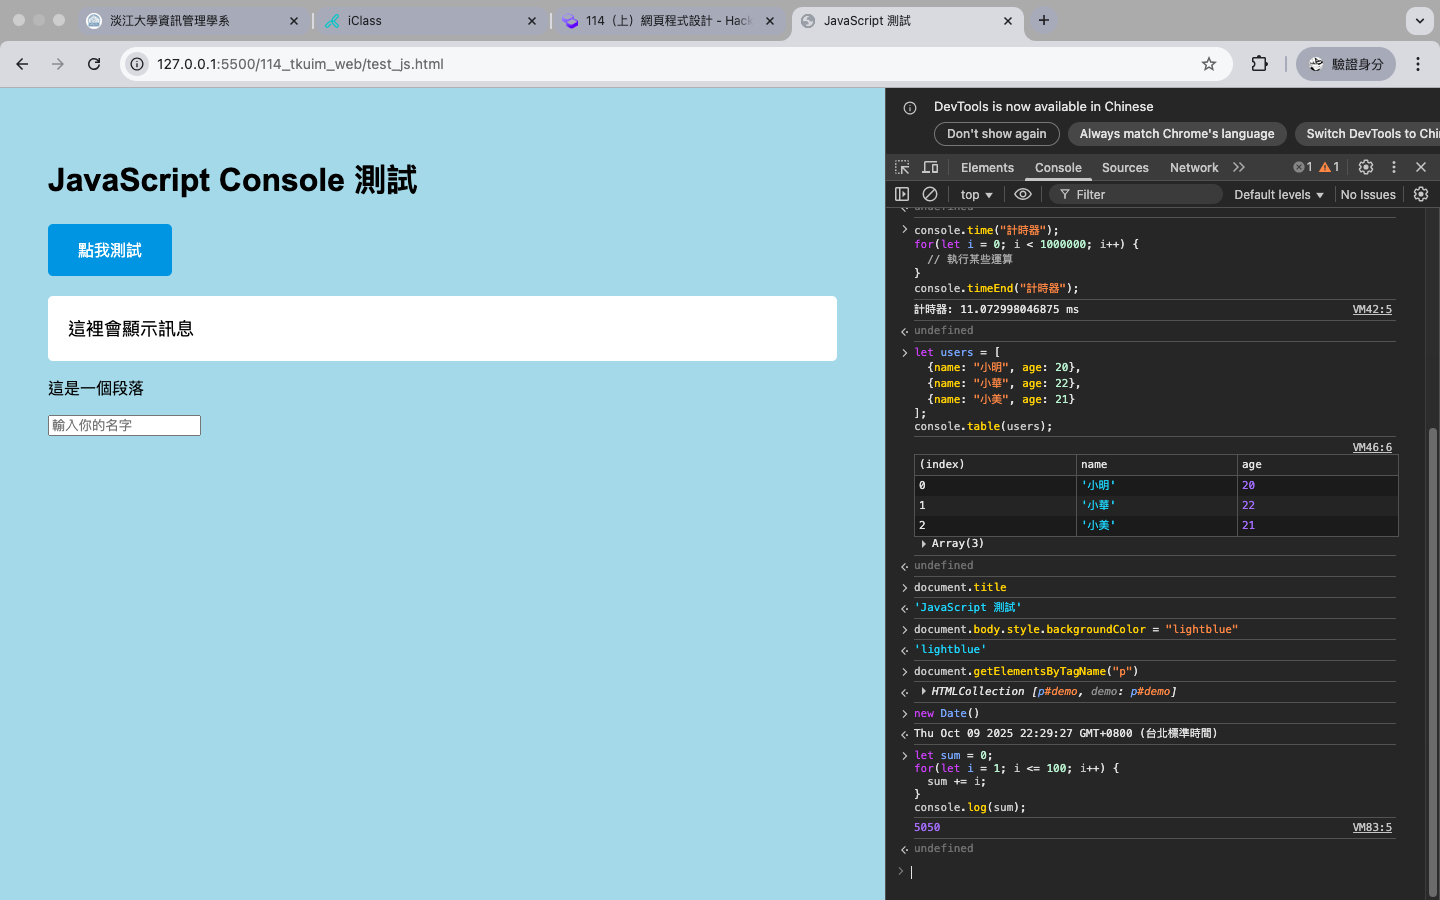 淡江大學資訊管理學系
iClass
114（上）網頁程式設計 - Hack
JavaScript 測試
127.0.0.1:5500/114_tkuim_web/test_js.html
驗證身分
JavaScript Console 測試
點我測試
這裡會顯示訊息
這是一個段落
輸入你的名字
DevTools is now available in Chinese
Don't show again
Always match Chrome's language
Switch DevTools to Chi
Elements
Console
Sources
Network
1
1
top
Filter
Default levels
No Issues
undefined
console.time("計時器");
for(let i = 0; i < 1000000; i++) {
// 執行某些運算
}
console.timeEnd("計時器");
計時器: 11.072998046875 ms VM42:5
undefined
let users = [
{name: "小明", age: 20},
{name: "小華", age: 22},
{name: "小美", age: 21}
];
console.table(users);
VM46:6
(index) name age
0 '小明' 20
1 '小華' 22
2 '小美' 21
Array(3)
undefined
document.title
'JavaScript 測試'
document.body.style.backgroundColor = "lightblue"
'lightblue'
document.getElementsByTagName("p")
HTMLCollection [p#demo, demo: p#demo]
new Date()
Thu Oct 09 2025 22:29:27 GMT+0800 (台北標準時間)
let sum = 0;
for(let i = 1; i <= 100; i++) {
sum += i;
}
console.log(sum);
5050 VM83:5
undefined